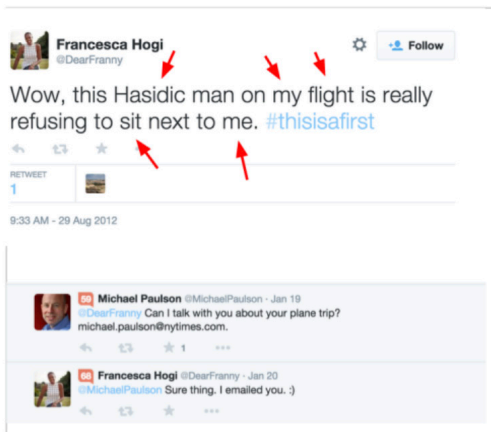 Francesca Hogi
@DearFranny
Follow
Wow, this Hasidic man on my flight is really
refusing to sit next to me. #thisisafirst
RETWEET
1
9:33 AM - 29 Aug 2012
59 Michael Paulson @MichaelPaulson · Jan 19
@DearFranny Can I talk with you about your plane trip?
michael.paulson@nytimes.com.
1
68 Francesca Hogi @DearFranny · Jan 20
@MichaelPaulson Sure thing. I emailed you. :)